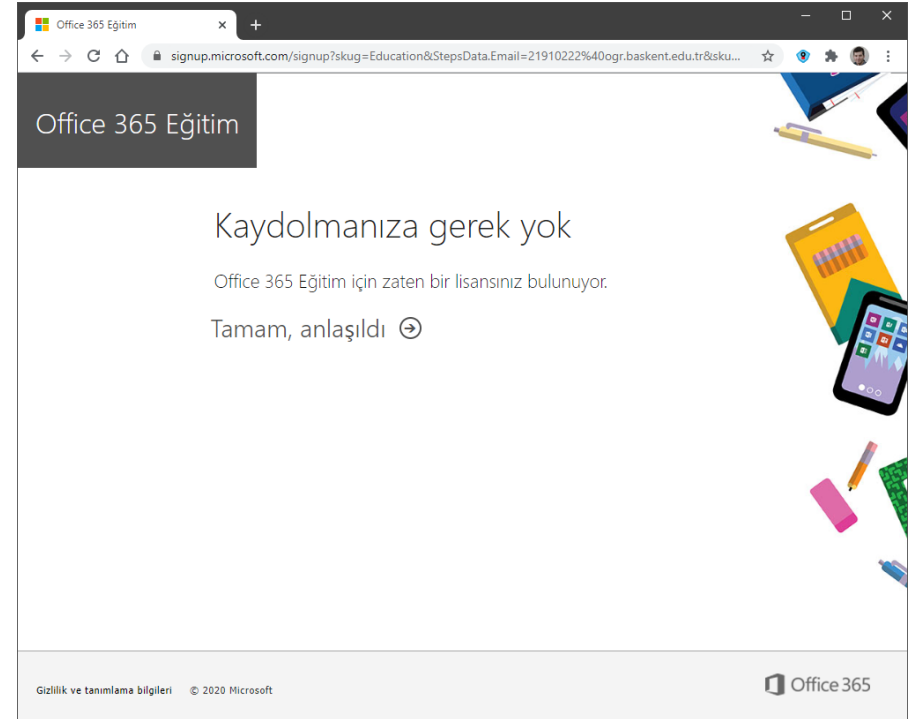 Office 365 Eğitim
signup.microsoft.com/signup?skug=Education&StepsData.Email=21910222%40ogr.baskent.edu.tr&sku...
Office 365 Eğitim
Kaydolmanıza gerek yok
Office 365 Eğitim için zaten bir lisansınız bulunuyor.
Tamam, anlaşıldı
Gizlilik ve tanımlama bilgileri © 2020 Microsoft
Office 365